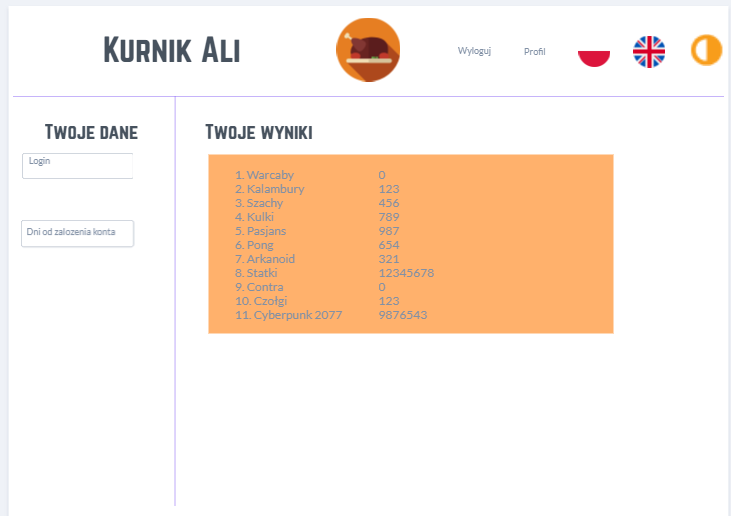 Kurnik Ali
Wyloguj
Profil
Twoje dane
Login
Dni od zalozenia konta
Twoje wyniki
1. Warcaby 0
2. Kalambury 123
3. Szachy 456
4. Kulki 789
5. Pasjans 987
6. Pong 654
7. Arkanoid 321
8. Statki 12345678
9. Contra 0
10. Czołgi 123
11. Cyberpunk 2077 9876543